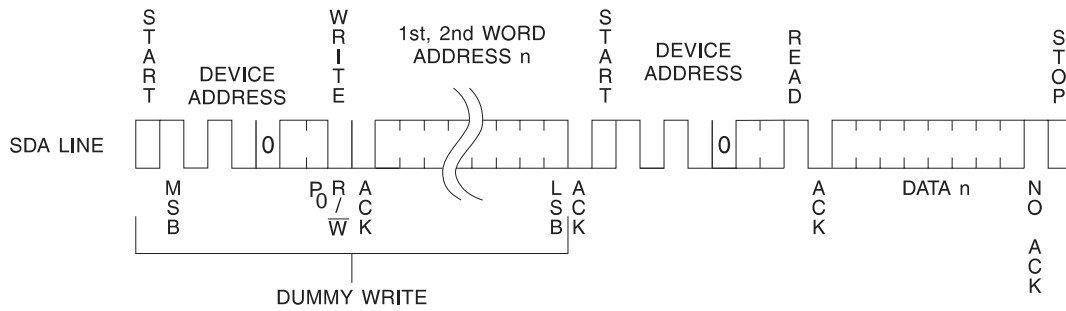 START
DEVICE
ADDRESS
WRITE
1st, 2nd WORD
ADDRESS n
START
DEVICE
ADDRESS
READ
STOP
SDA LINE
0
0
MSB
P0
R/W
ACK
LSB
ACK
ACK
DATA n
NO ACK
DUMMY WRITE